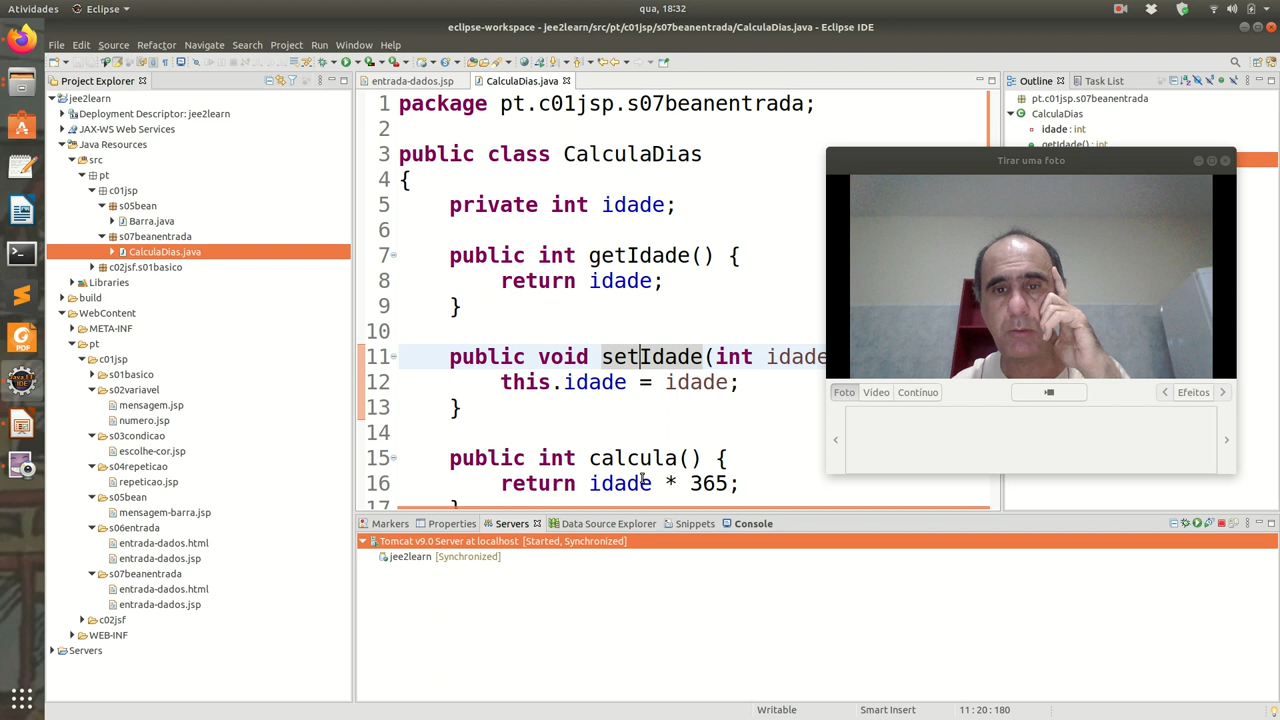 Atividades
Eclipse
qua, 18:32
eclipse-workspace - jee2learn/src/pt/c01jsp/s07beanentrada/CalculaDias.java - Eclipse IDE
File Edit Source Refactor Navigate Search Project Run Window Help
Project Explorer
jee2learn
Deployment Descriptor: jee2learn
JAX-WS Web Services
Java Resources
src
pt
c01jsp
s05bean
Barra.java
s07beanentrada
CalculaDias.java
c02jsf.s01basico
Libraries
build
WebContent
META-INF
pt
c01jsp
s01basico
s02variavel
mensagem.jsp
numero.jsp
s03condicao
escolhe-cor.jsp
s04repeticao
repeticao.jsp
s05bean
mensagem-barra.jsp
s06entrada
entrada-dados.html
entrada-dados.jsp
s07beanentrada
entrada-dados.html
entrada-dados.jsp
c02jsf
WEB-INF
Servers
entrada-dados.jsp
CalculaDias.java
1 package pt.c01jsp.s07beanentrada;
2
3 public class CalculaDias
4 {
5 private int idade;
6
7 public int getIdade() {
8 return idade;
9 }
10
11 public void setIdade(int idade
12 this.idade = idade;
13 }
14
15 public int calcula() {
16 return idade * 365;
17 }
Outline
Task List
pt.c01jsp.s07beanentrada
CalculaDias
idade : int
getIdade() : int
Tirar uma foto
Foto
Vídeo
Contínuo
Efeitos
Markers
Properties
Servers
Data Source Explorer
Snippets
Console
Tomcat v9.0 Server at localhost [Started, Synchronized]
jee2learn [Synchronized]
Writable
Smart Insert
11 : 20 : 180